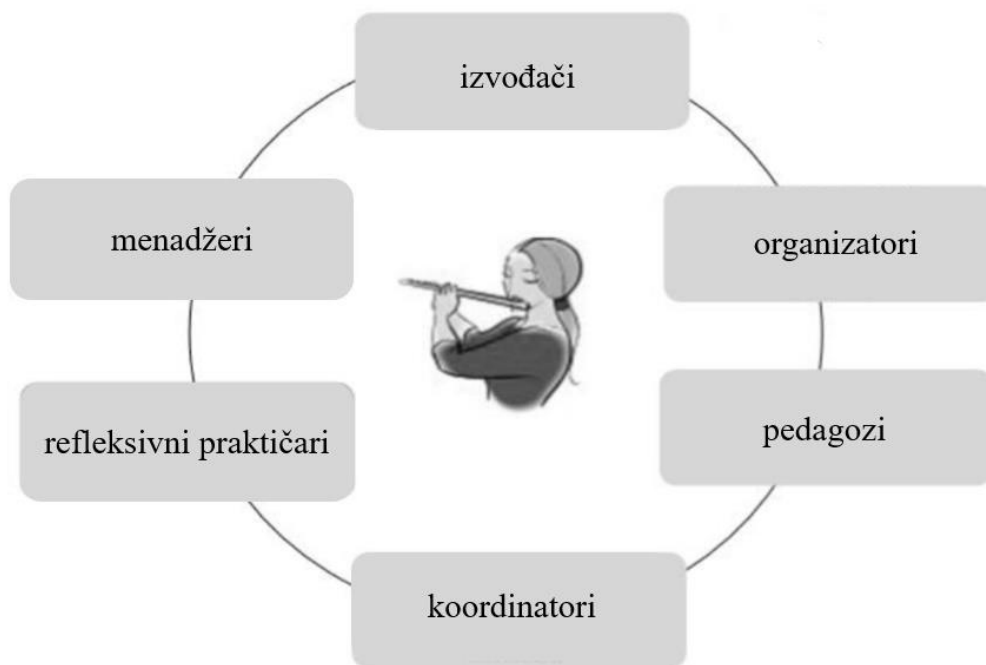 izvođači
menadžeri
organizatori
refleksivni praktičari
pedagozi
koordinatori